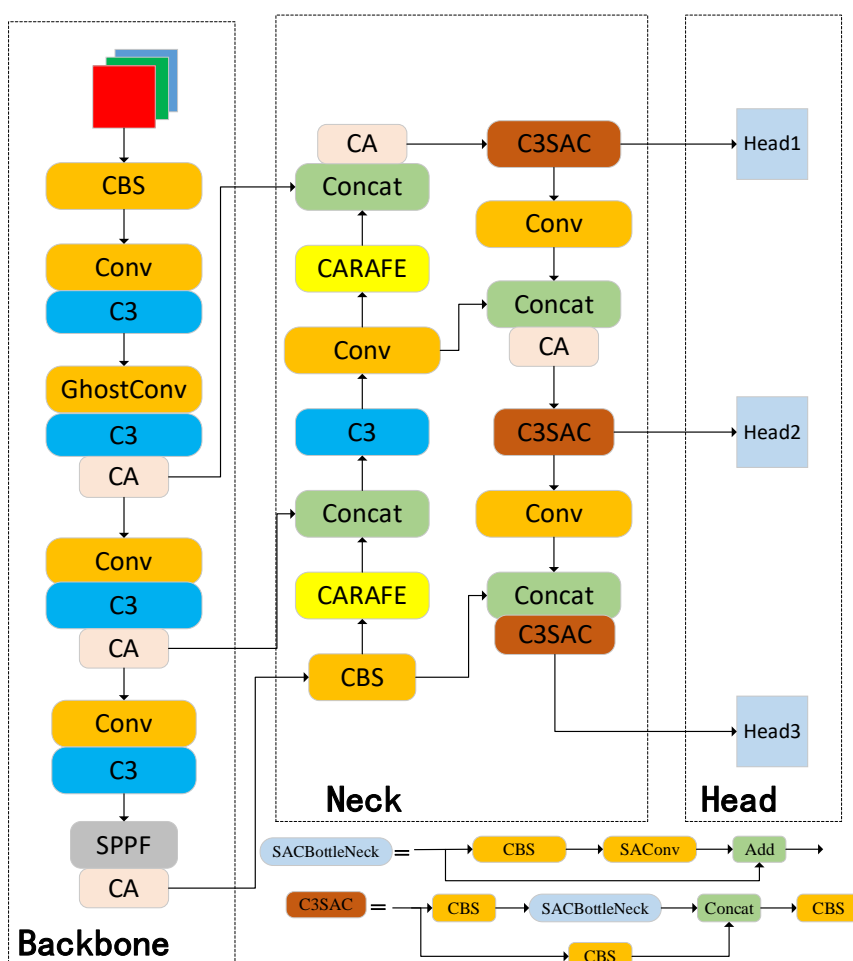 CBS
Conv
C3
GhostConv
C3
CA
Conv
C3
CA
Conv
C3
SPPF
CA
Backbone
CA
Concat
CARAFE
Conv
C3
Concat
CARAFE
CBS
C3SAC
Conv
Concat
CA
C3SAC
Conv
Concat
C3SAC
Neck
Head1
Head2
Head3
Head
SACBottleNeck = CBS SAConv Add
C3SAC = CBS SACBottleNeck Concat CBS
CBS